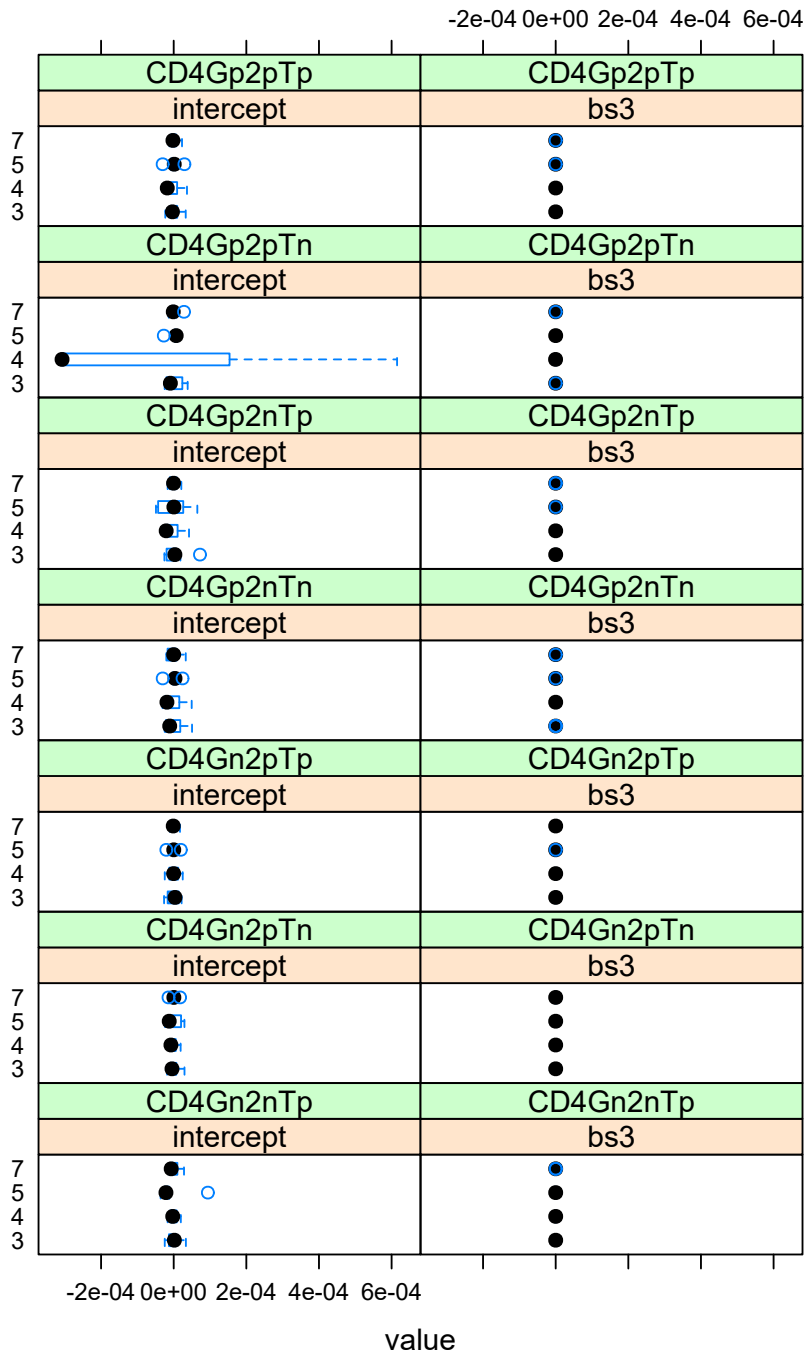 -2e-04 0e+00 2e-04 4e-04 6e-04
CD4Gp2pTp CD4Gp2pTp
intercept bs3
7
5
4
3
CD4Gp2pTn CD4Gp2pTn
intercept bs3
7
5
4
3
CD4Gp2nTp CD4Gp2nTp
intercept bs3
7
5
4
3
CD4Gp2nTn CD4Gp2nTn
intercept bs3
7
5
4
3
CD4Gn2pTp CD4Gn2pTp
intercept bs3
7
5
4
3
CD4Gn2pTn CD4Gn2pTn
intercept bs3
7
5
4
3
CD4Gn2nTp CD4Gn2nTp
intercept bs3
7
5
4
3
-2e-04 0e+00 2e-04 4e-04 6e-04
value